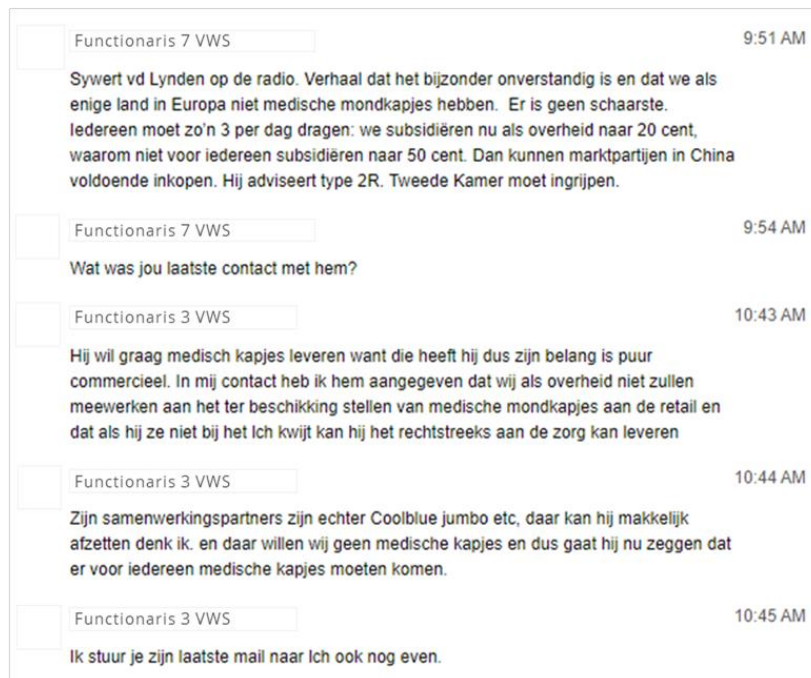 Functionaris 7 VWS 9:51 AM
Sywert vd Lynden op de radio. Verhaal dat het bijzonder onverstandig is en dat we als
enige land in Europa niet medische mondkapjes hebben.  Er is geen schaarste.
Iedereen moet zo'n 3 per dag dragen: we subsidiëren nu als overheid naar 20 cent,
waarom niet voor iedereen subsidiëren naar 50 cent. Dan kunnen marktpartijen in China
voldoende inkopen. Hij adviseert type 2R. Tweede Kamer moet ingrijpen.
Functionaris 7 VWS 9:54 AM
Wat was jou laatste contact met hem?
Functionaris 3 VWS 10:43 AM
Hij wil graag medisch kapjes leveren want die heeft hij dus zijn belang is puur
commercieel. In mij contact heb ik hem aangegeven dat wij als overheid niet zullen
meewerken aan het ter beschikking stellen van medische mondkapjes aan de retail en
dat als hij ze niet bij het lch kwijt kan hij het rechtstreeks aan de zorg kan leveren
Functionaris 3 VWS 10:44 AM
Zijn samenwerkingspartners zijn echter Coolblue jumbo etc, daar kan hij makkelijk
afzetten denk ik. en daar willen wij geen medische kapjes en dus gaat hij nu zeggen dat
er voor iedereen medische kapjes moeten komen.
Functionaris 3 VWS 10:45 AM
Ik stuur je zijn laatste mail naar lch ook nog even.